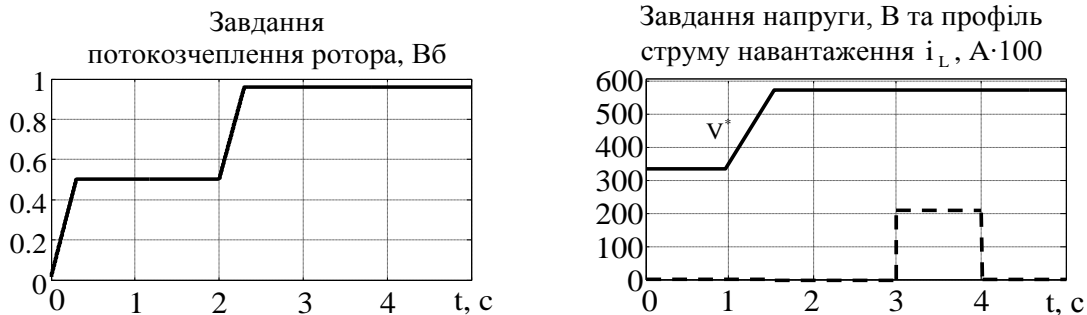 Завдання
потокозчеплення ротора, Вб
1
0.8
0.6
0.4
0.2
0
0 1 2 3 4 t, с
Завдання напруги, В та профіль
струму навантаження i_L, А·100
600
500
400
300
200
100
0
V*
0 1 2 3 4 t, с